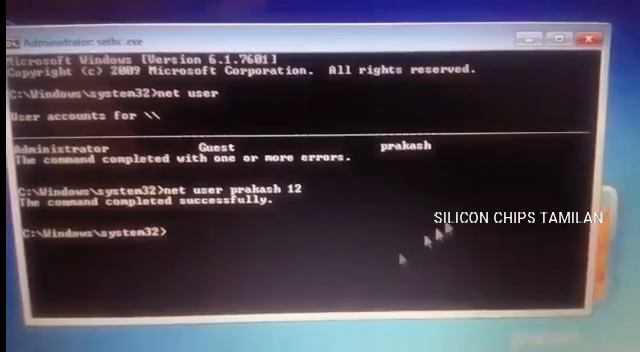 Administrator: sethc.exe
Microsoft Windows [Version 6.1.7601]
Copyright (c) 2009 Microsoft Corporation. All rights reserved.
C:\Windows\system32>net user
User accounts for \\
Administrator Guest prakash
The command completed with one or more errors.
C:\Windows\system32>net user prakash 12
The command completed successfully.
C:\Windows\system32>
SILICON CHIPS TAMILAN